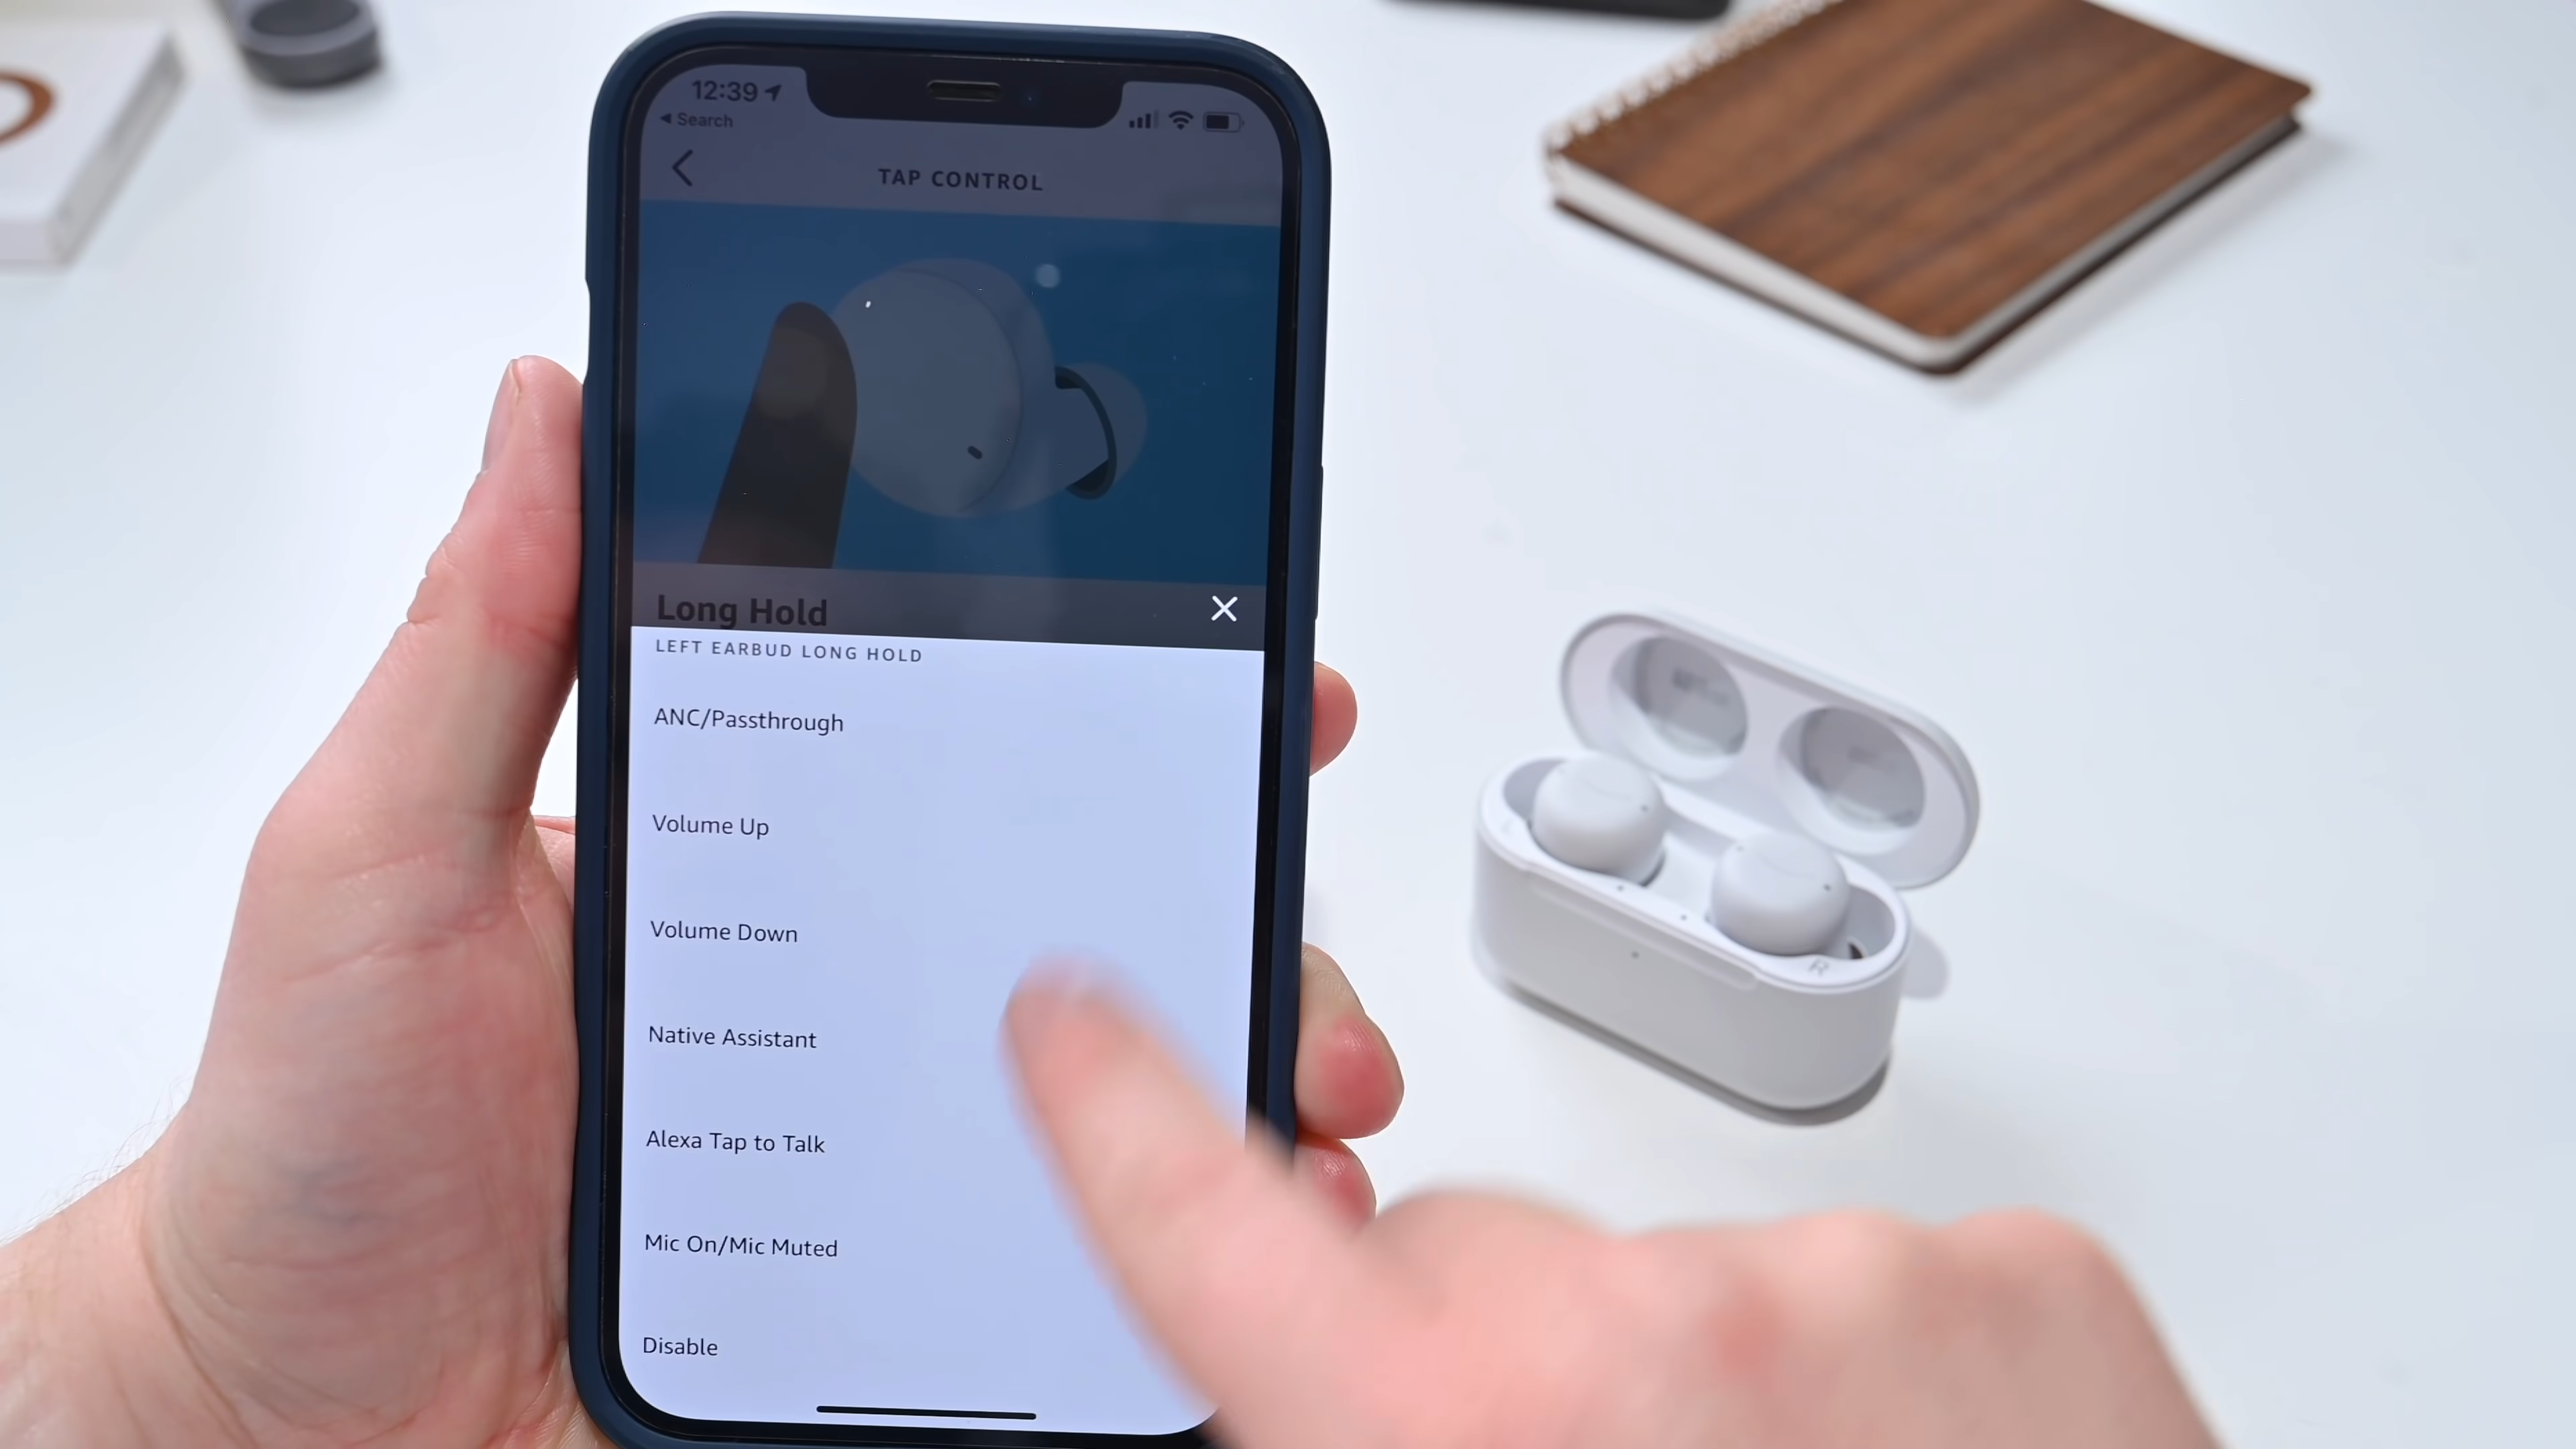 12:39
Search
TAP CONTROL
Long Hold
LEFT EARBUD LONG HOLD
ANC/Passthrough
Volume Up
Volume Down
Native Assistant
Alexa Tap to Talk
Mic On/Mic Muted
Disable
R